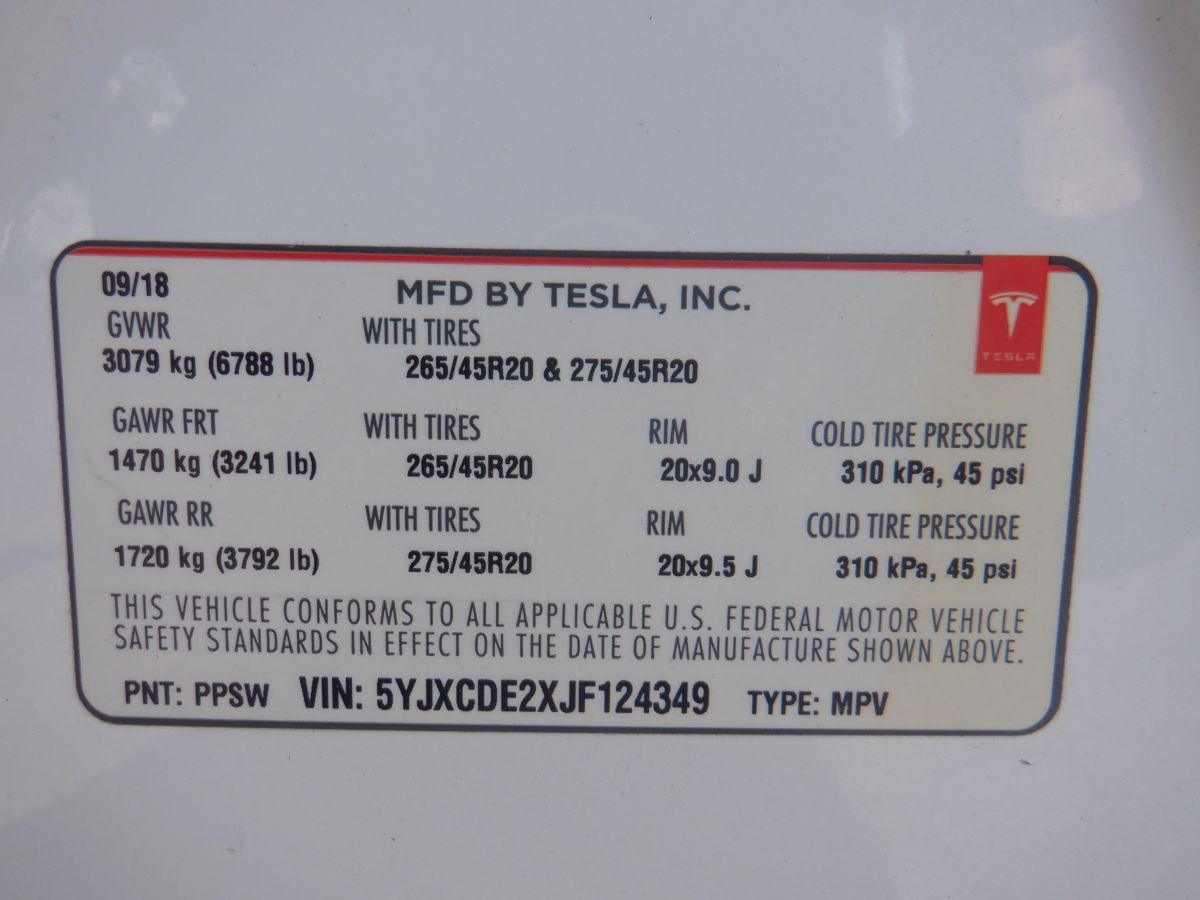 09/18 MFD BY TESLA, INC.
TESLA
GVWR WITH TIRES
3079 kg (6788 lb) 265/45R20 & 275/45R20
GAWR FRT WITH TIRES RIM COLD TIRE PRESSURE
1470 kg (3241 lb) 265/45R20 20x9.0 J 310 kPa, 45 psi
GAWR RR WITH TIRES RIM COLD TIRE PRESSURE
1720 kg (3792 lb) 275/45R20 20x9.5 J 310 kPa, 45 psi
THIS VEHICLE CONFORMS TO ALL APPLICABLE U.S. FEDERAL MOTOR VEHICLE
SAFETY STANDARDS IN EFFECT ON THE DATE OF MANUFACTURE SHOWN ABOVE.
PNT: PPSW VIN: 5YJXCDE2XJF124349 TYPE: MPV